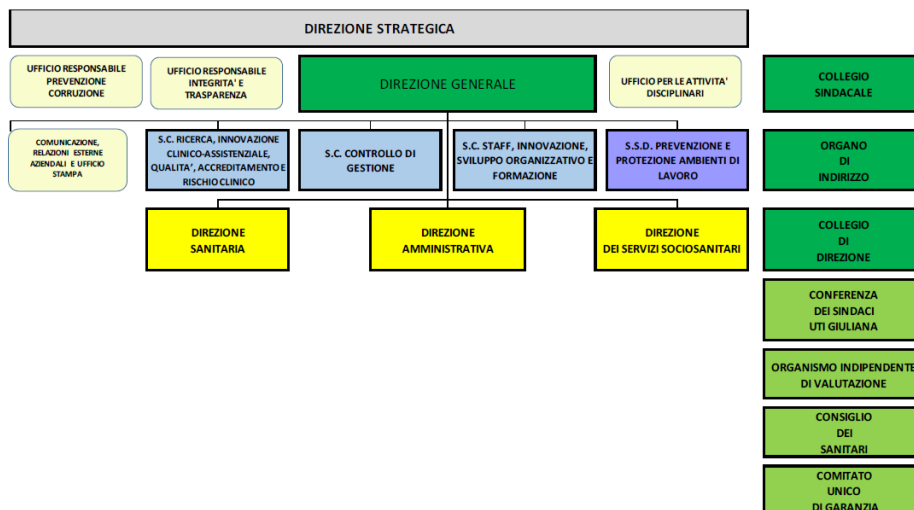 DIREZIONE STRATEGICA
UFFICIO RESPONSABILE
PREVENZIONE
CORRUZIONE
UFFICIO RESPONSABILE
INTEGRITA' E
TRASPARENZA
DIREZIONE GENERALE
UFFICIO PER LE ATTIVITA'
DISCIPLINARI
COLLEGIO
SINDACALE
COMUNICAZIONE,
RELAZIONI ESTERNE
AZIENDALI E UFFICIO
STAMPA
S.C. RICERCA, INNOVAZIONE
CLINICO-ASSISTENZIALE,
QUALITA', ACCREDITAMENTO E
RISCHIO CLINICO
S.C. CONTROLLO DI
GESTIONE
S.C. STAFF, INNOVAZIONE,
SVILUPPO ORGANIZZATIVO E
FORMAZIONE
S.S.D. PREVENZIONE E
PROTEZIONE AMBIENTI DI
LAVORO
ORGANO
DI
INDIRIZZO
DIREZIONE
SANITARIA
DIREZIONE
AMMINISTRATIVA
DIREZIONE
DEI SERVIZI SOCIOSANITARI
COLLEGIO
DI
DIREZIONE
CONFERENZA
DEI SINDACI
UTI GIULIANA
ORGANISMO INDIPENDENTE
DI VALUTAZIONE
CONSIGLIO
DEI
SANITARI
COMITATO
UNICO
DI GARANZIA